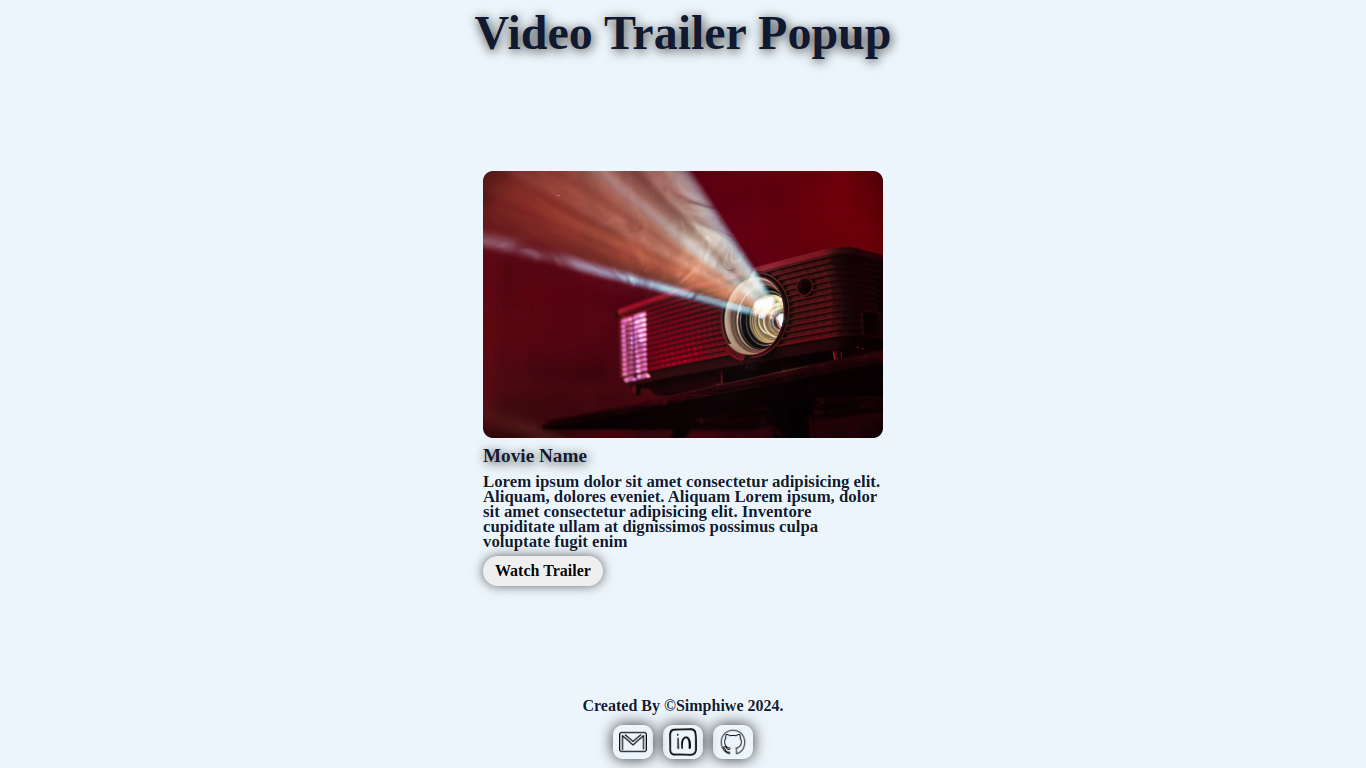 Video Trailer Popup
Movie Name
Lorem ipsum dolor sit amet consectetur adipisicing elit.
Aliquam, dolores eveniet. Aliquam Lorem ipsum, dolor
sit amet consectetur adipisicing elit. Inventore
cupiditate ullam at dignissimos possimus culpa
voluptate fugit enim
Watch Trailer
Created By ©Simphiwe 2024.
in